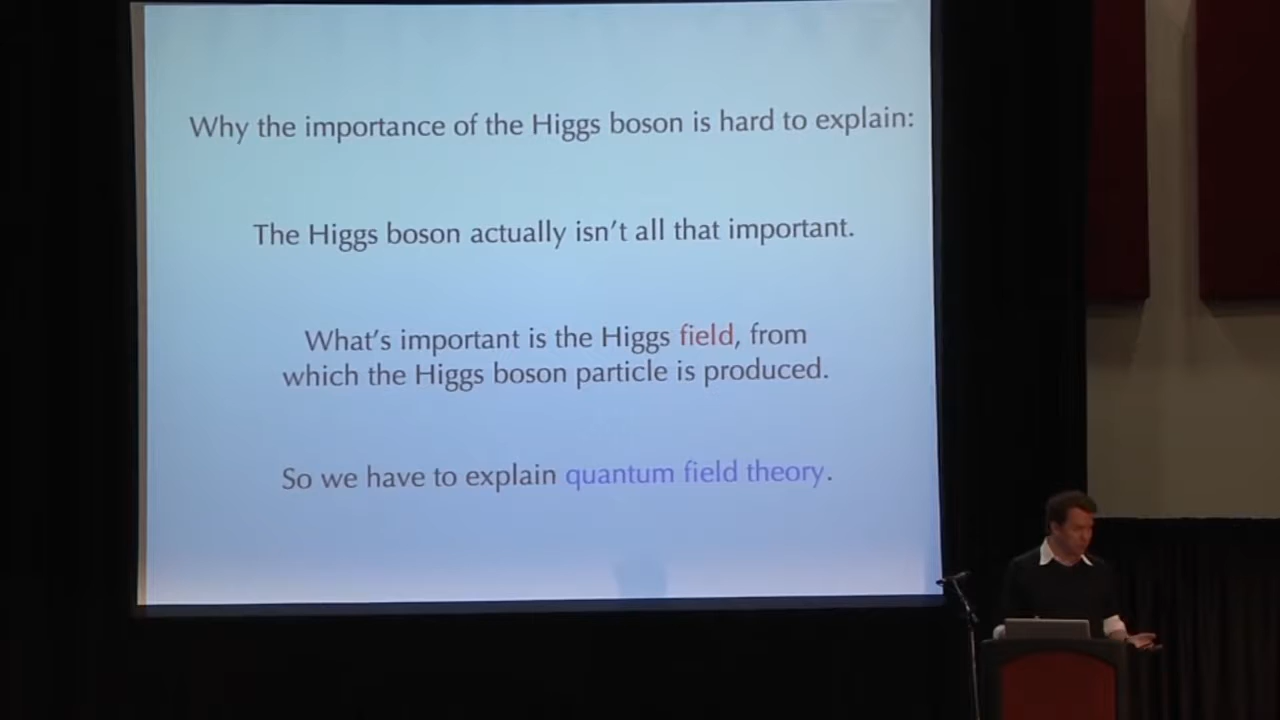 Why the importance of the Higgs boson is hard to explain:
The Higgs boson actually isn't all that important.
What's important is the Higgs field, from
which the Higgs boson particle is produced.
So we have to explain quantum field theory.